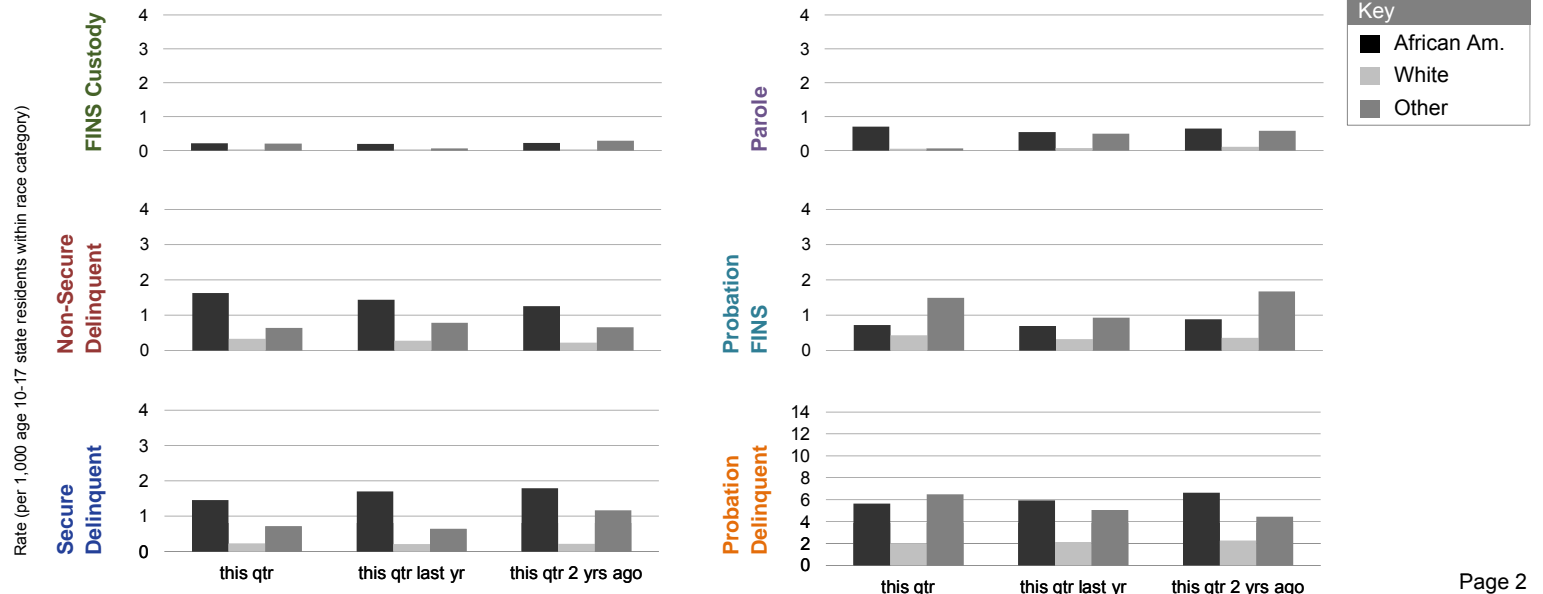 Rate (per 1,000 age 10-17 state residents within race category)
FINS Custody
4
3
2
1
0
Non-Secure
Delinquent
4
3
2
1
0
Secure
Delinquent
4
3
2
1
0
this qtr
this qtr last yr
this qtr 2 yrs ago
Parole
4
3
2
1
0
Probation
FINS
4
3
2
1
0
Probation
Delinquent
14
12
10
8
6
4
2
0
this qtr
this qtr last yr
this qtr 2 yrs ago
Key
African Am.
White
Other
Page 2